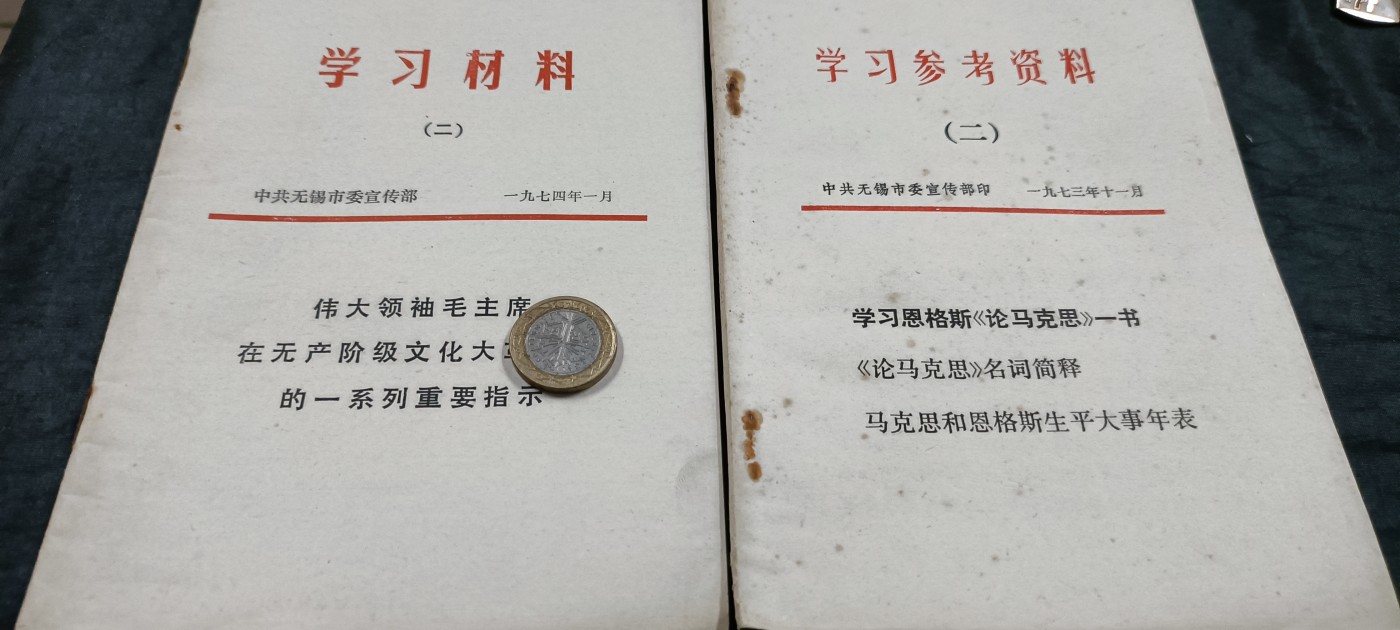 学习材料
（二）
中共无锡市委宣传部 一九七四年一月
伟大领袖毛主席
在无产阶级文化大
的一系列重要指示
学习参考资料
（二）
中共无锡市委宣传部印 一九七三年十一月
学习恩格斯《论马克思》一书
《论马克思》名词简释
马克思和恩格斯生平大事年表